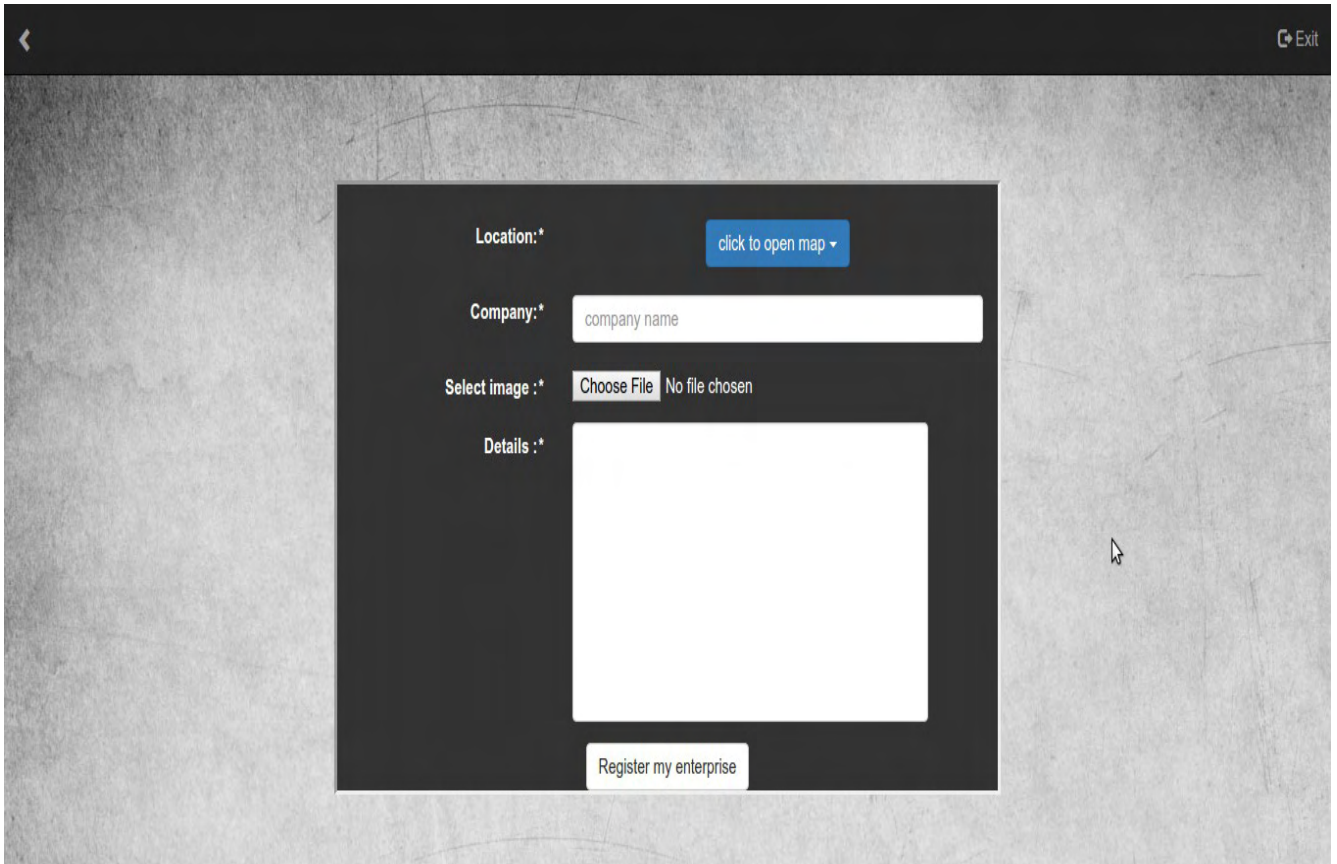 Exit
Location:*
click to open map
Company:*
company name
Select image :*
Choose File No file chosen
Details :*
Register my enterprise